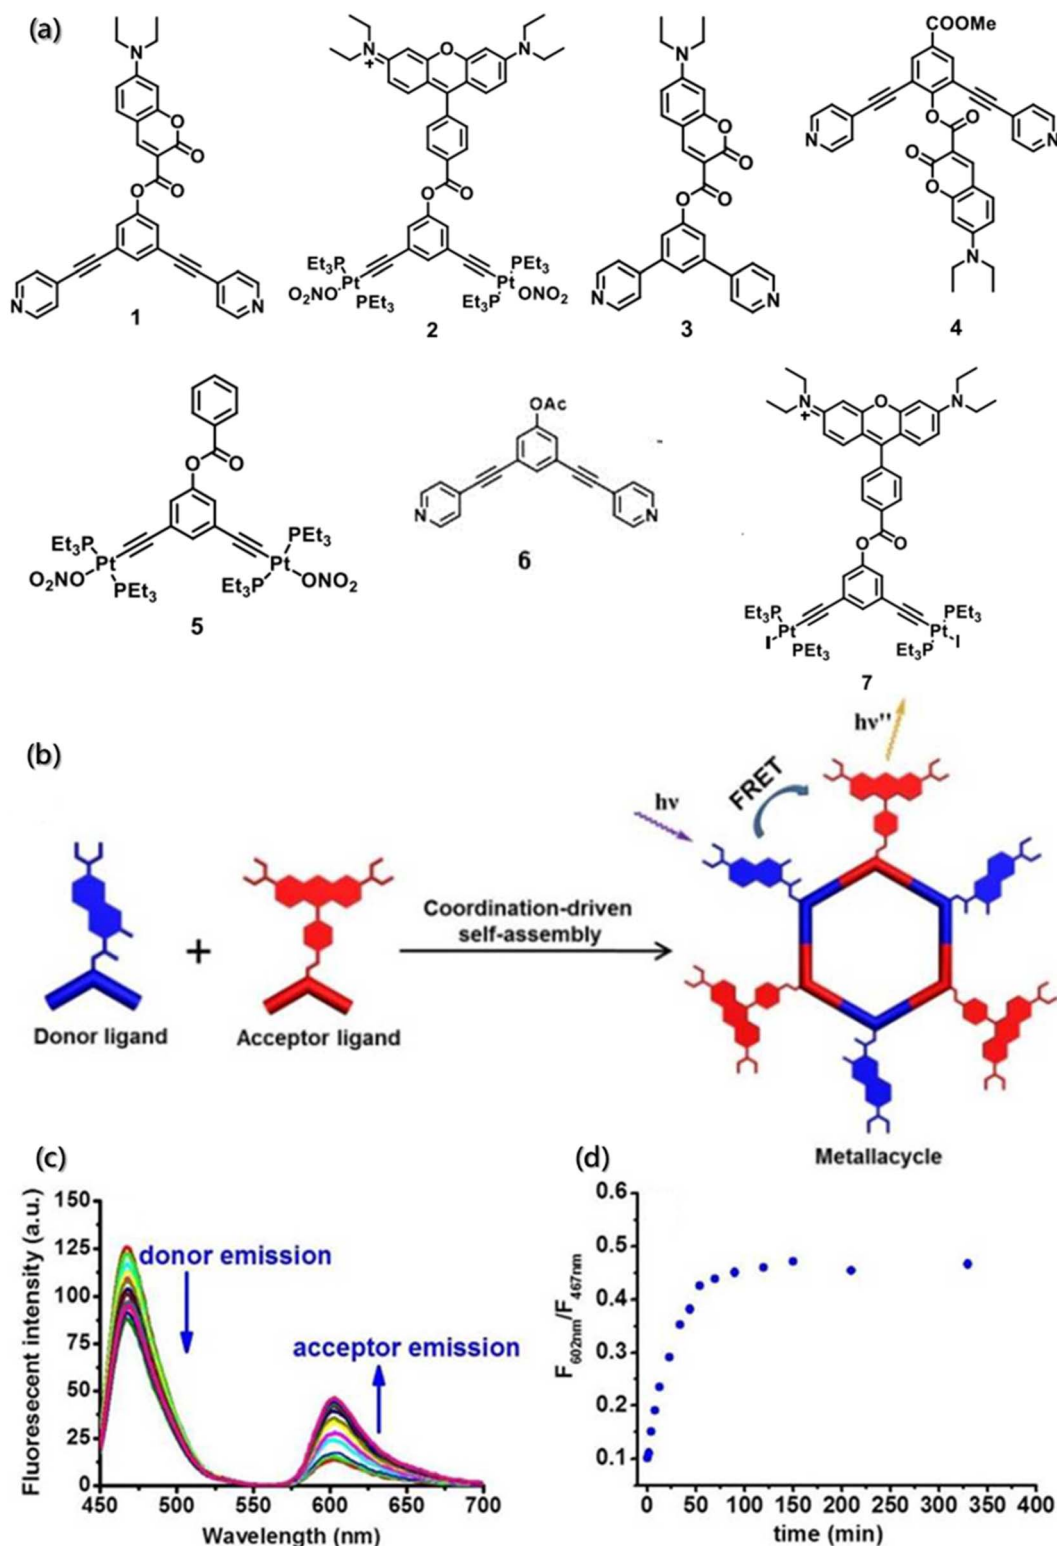 (a)
N
O
O
O
O
N
N
1
N
+
O
N
O
O
PEt3
Et3P
Pt
O2NO
PEt3
PEt3
Pt
Et3P
ONO2
2
N
O
O
O
O
N
N
3
COOMe
N
N
O
O
O
O
N
4
O
O
PEt3
Et3P
Pt
O2NO
PEt3
Pt
Et3P
ONO2
5
OAc
N
N
6
N
+
O
N
O
O
Et3P
PEt3
Pt
I
PEt3
Pt
Et3P
I
7
(b)
hν''
hν
FRET
Coordination-driven
self-assembly
+
Donor ligand
Acceptor ligand
Metallacycle
(c)
Fluoresecent intensity (a.u.)
150
125
100
75
50
25
0
donor emission
acceptor emission
450 500 550 600 650 700
Wavelength (nm)
(d)
F602nm/F467nm
0.6
0.5
0.4
0.3
0.2
0.1
0 50 100 150 200 250 300 350 400
time (min)